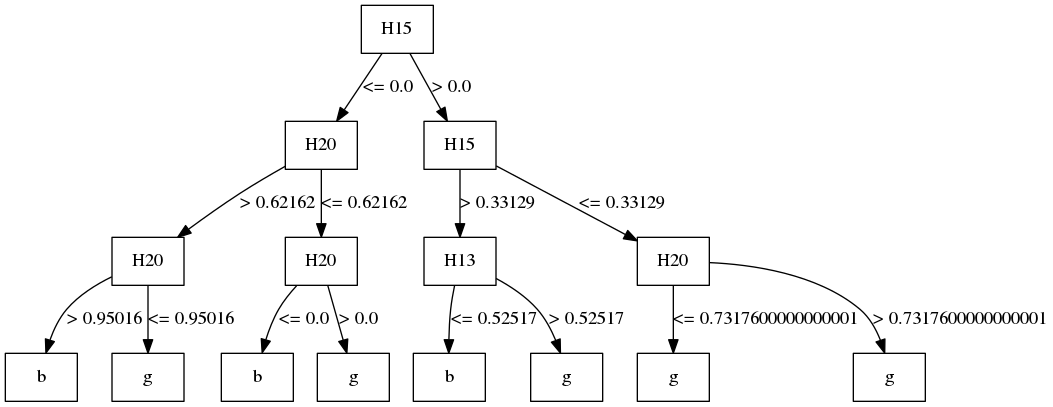 H15
<= 0.0
> 0.0
H20
H15
> 0.62162
<= 0.62162
> 0.33129
<= 0.33129
H20
H20
H13
H20
> 0.95016
<= 0.95016
<= 0.0
> 0.0
<= 0.52517
> 0.52517
<= 0.7317600000000001
> 0.7317600000000001
b
g
b
g
b
g
g
g